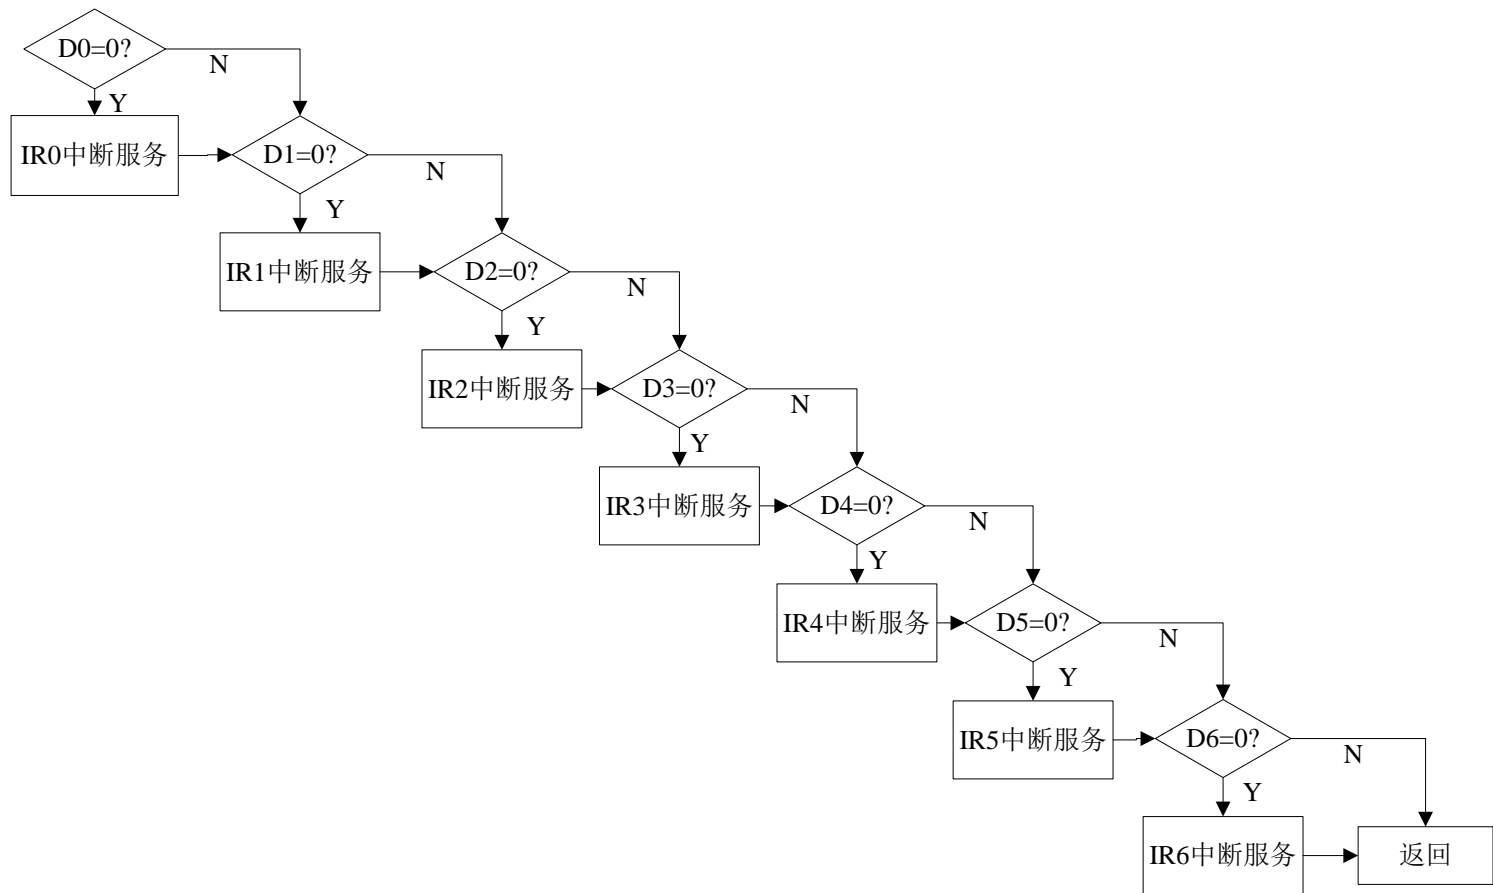 D0=0?
N
Y
IR0中断服务
D1=0?
N
Y
IR1中断服务
D2=0?
N
Y
IR2中断服务
D3=0?
N
Y
IR3中断服务
D4=0?
N
Y
IR4中断服务
D5=0?
N
Y
IR5中断服务
D6=0?
N
Y
IR6中断服务
返回